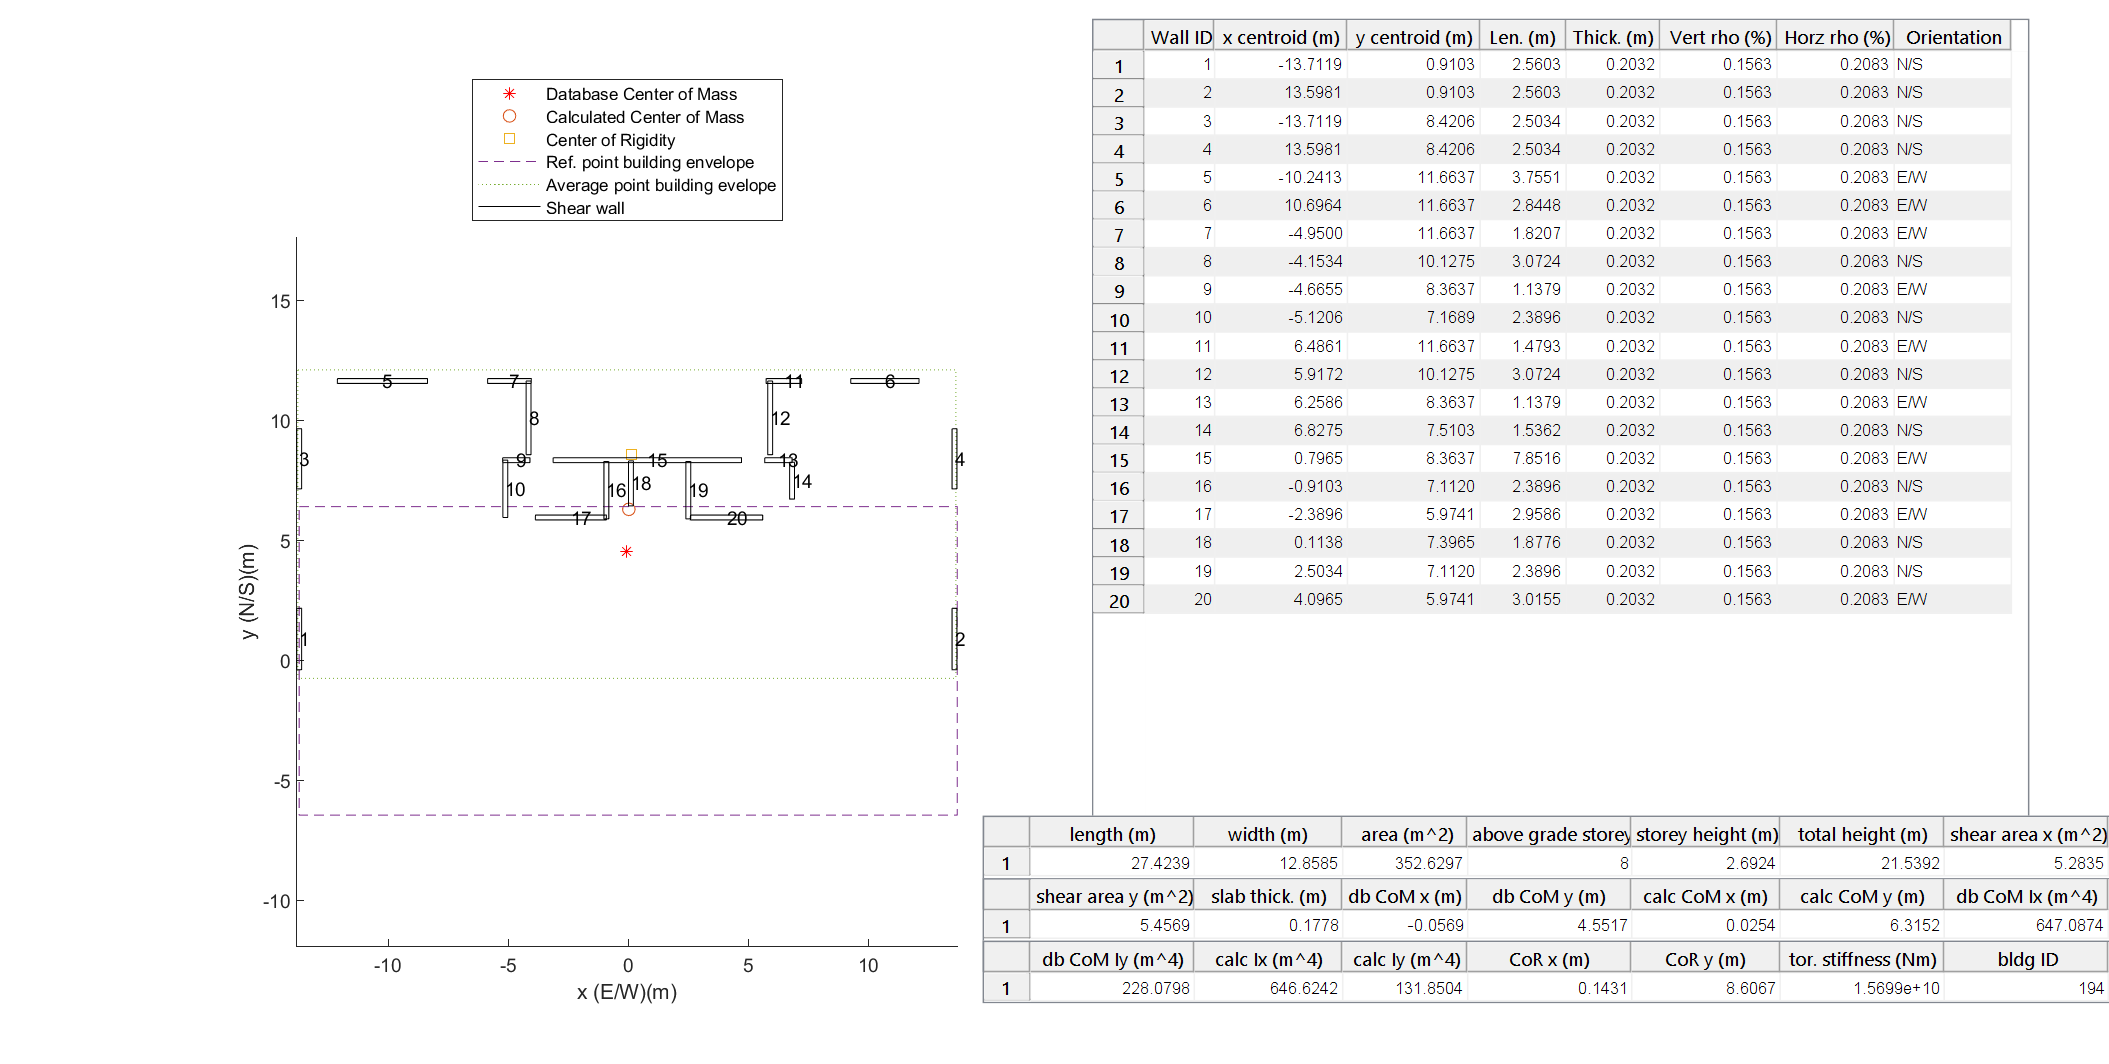 Database Center of Mass
Calculated Center of Mass
Center of Rigidity
Ref. point building envelope
Average point building evelope
Shear wall
15
10
5
0
-5
-10
y (N/S)(m)
5
7
11
6
8
12
3
9
15
13
4
10
16
18
19
14
17
20
1
2
-10
-5
0
5
10
x (E/W)(m)
Wall ID x centroid (m) y centroid (m) Len. (m) Thick. (m) Vert rho (%) Horz rho (%) Orientation
1 1 -13.7119 0.9103 2.5603 0.2032 0.1563 0.2083 N/S
2 2 13.5981 0.9103 2.5603 0.2032 0.1563 0.2083 N/S
3 3 -13.7119 8.4206 2.5034 0.2032 0.1563 0.2083 N/S
4 4 13.5981 8.4206 2.5034 0.2032 0.1563 0.2083 N/S
5 5 -10.2413 11.6637 3.7551 0.2032 0.1563 0.2083 E/W
6 6 10.6964 11.6637 2.8448 0.2032 0.1563 0.2083 E/W
7 7 -4.9500 11.6637 1.8207 0.2032 0.1563 0.2083 E/W
8 8 -4.1534 10.1275 3.0724 0.2032 0.1563 0.2083 N/S
9 9 -4.6655 8.3637 1.1379 0.2032 0.1563 0.2083 E/W
10 10 -5.1206 7.1689 2.3896 0.2032 0.1563 0.2083 N/S
11 11 6.4861 11.6637 1.4793 0.2032 0.1563 0.2083 E/W
12 12 5.9172 10.1275 3.0724 0.2032 0.1563 0.2083 N/S
13 13 6.2586 8.3637 1.1379 0.2032 0.1563 0.2083 E/W
14 14 6.8275 7.5103 1.5362 0.2032 0.1563 0.2083 N/S
15 15 0.7965 8.3637 7.8516 0.2032 0.1563 0.2083 E/W
16 16 -0.9103 7.1120 2.3896 0.2032 0.1563 0.2083 N/S
17 17 -2.3896 5.9741 2.9586 0.2032 0.1563 0.2083 E/W
18 18 0.1138 7.3965 1.8776 0.2032 0.1563 0.2083 N/S
19 19 2.5034 7.1120 2.3896 0.2032 0.1563 0.2083 N/S
20 20 4.0965 5.9741 3.0155 0.2032 0.1563 0.2083 E/W
length (m) width (m) area (m^2) above grade storey storey height (m) total height (m) shear area x (m^2)
1 27.4239 12.8585 352.6297 8 2.6924 21.5392 5.2835
shear area y (m^2) slab thick. (m) db CoM x (m) db CoM y (m) calc CoM x (m) calc CoM y (m) db CoM Ix (m^4)
1 5.4569 0.1778 -0.0569 4.5517 0.0254 6.3152 647.0874
db CoM Iy (m^4) calc Ix (m^4) calc Iy (m^4) CoR x (m) CoR y (m) tor. stiffness (Nm) bldg ID
1 228.0798 646.6242 131.8504 0.1431 8.6067 1.5699e+10 194